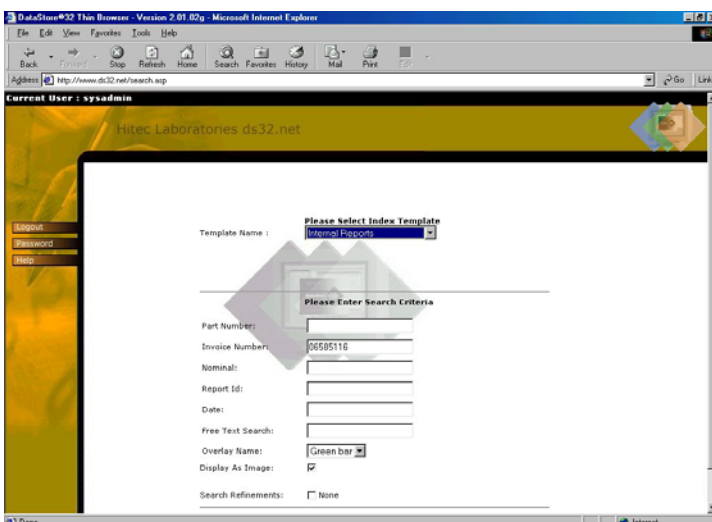 DataStore®32 Thin Browser - Version 2.01.02g - Microsoft Internet Explorer
File Edit View Favorites Tools Help
Back Forward Stop Refresh Home Search Favorites History Mail Print Edit
Address http://www.ds32.net/search.asp Go Link
Current User : sysadmin
Hitec Laboratories ds32.net
Logout
Password
Help
Please Select Index Template
Template Name : Internal Reports
Please Enter Search Criteria
Part Number:
Invoice Number: 06585116
Nominal:
Report Id:
Date:
Free Text Search:
Overlay Name: Green bar
Display As Image:
Search Refinements: None
Done Internet